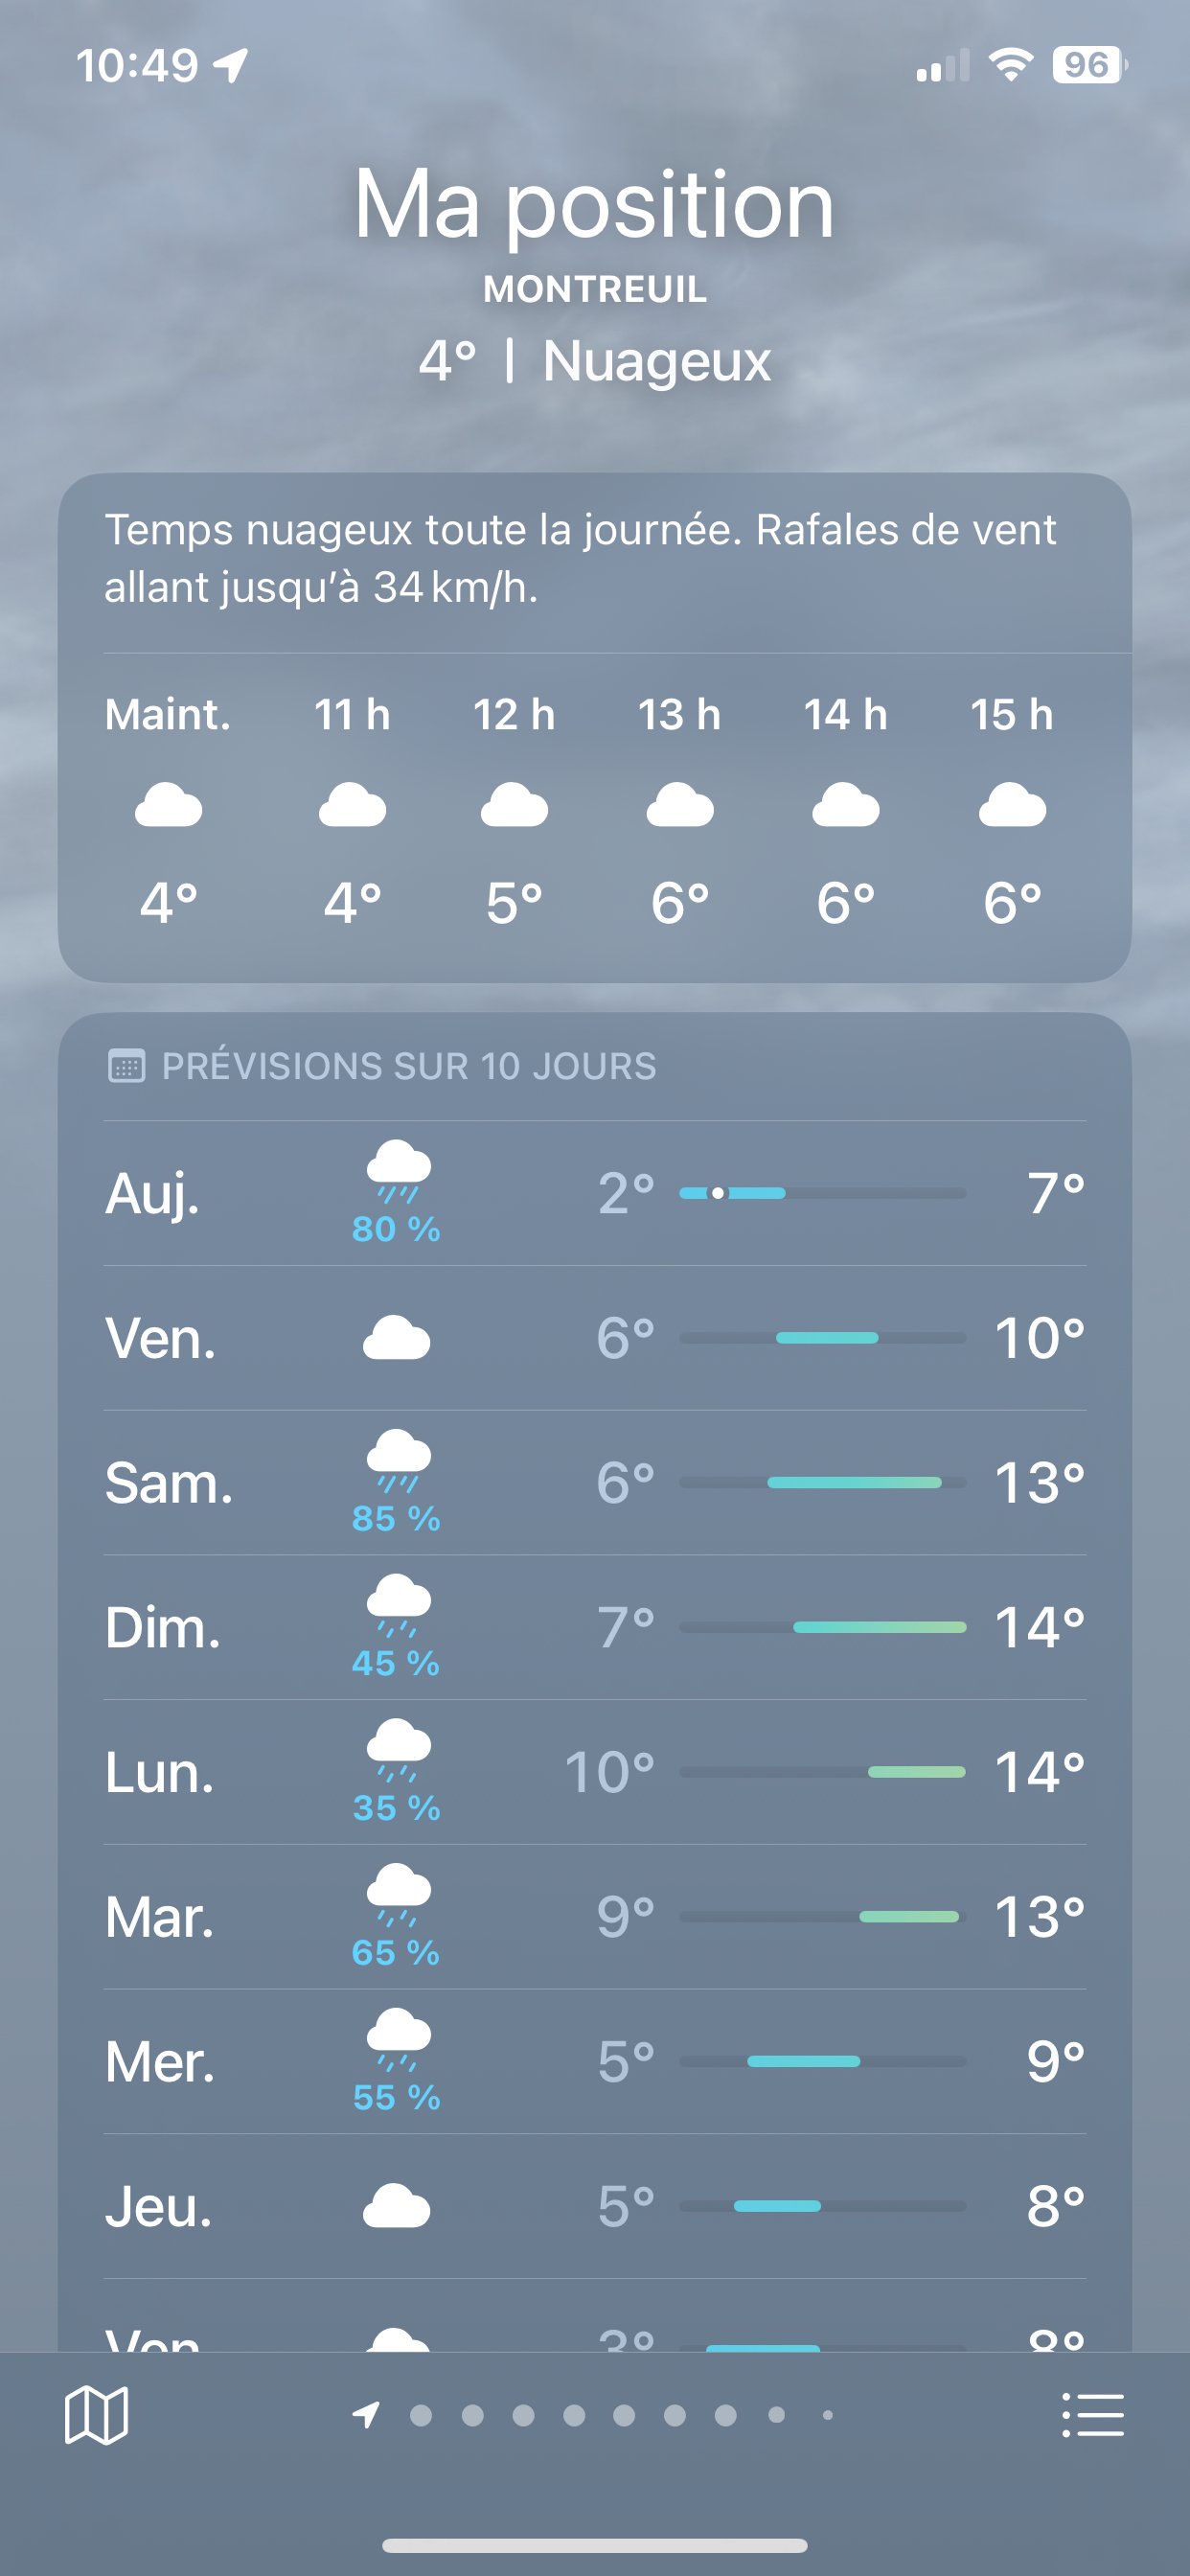 10:49
96
Ma position
MONTREUIL
4° | Nuageux
Temps nuageux toute la journée. Rafales de vent
allant jusqu’à 34 km/h.
Maint. 11 h 12 h 13 h 14 h 15 h
4° 4° 5° 6° 6° 6°
PRÉVISIONS SUR 10 JOURS
Auj. 80 % 2° 7°
Ven. 6° 10°
Sam. 85 % 6° 13°
Dim. 45 % 7° 14°
Lun. 35 % 10° 14°
Mar. 65 % 9° 13°
Mer. 55 % 5° 9°
Jeu. 5° 8°
Ven. 3° 8°